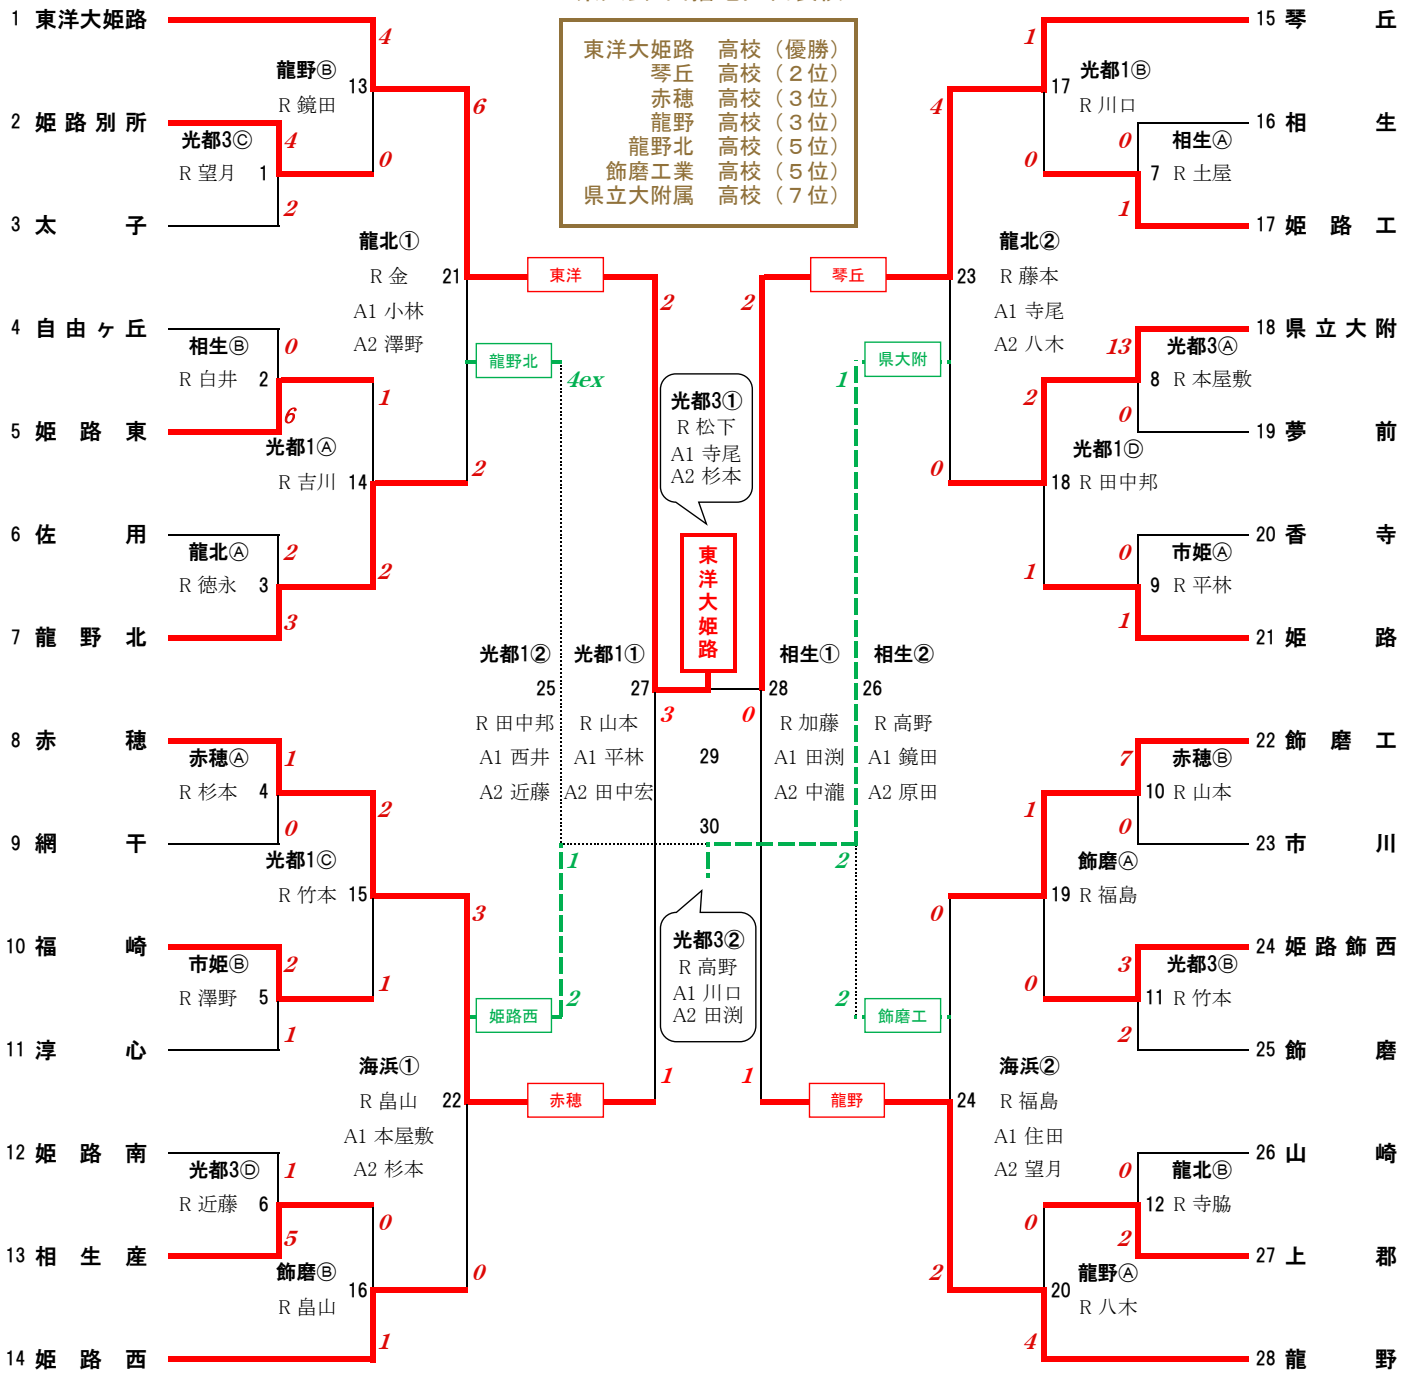 東洋大姫路 高校（優勝）
琴丘 高校（２位）
赤穂 高校（３位）
龍野 高校（３位）
龍野北 高校（５位）
飾磨工業 高校（５位）
県立大附属 高校（７位）
1 東洋大姫路
4
龍野Ⓑ
13
R 鏡田
6
2 姫路別所
光都3Ⓒ
4
0
R 望月 1
2
3 太子
龍北①
R 金 21
A1 小林
A2 澤野
東洋
2
4 自由ヶ丘
相生Ⓑ
0
R 白井 2
1
6
5 姫路東
龍野北
4ex
光都1Ⓐ
R 吉川 14
2
6 佐用
龍北Ⓐ
2
2
R 徳永 3
3
7 龍野北
光都1②
25
R 田中邦
A1 西井
A2 近藤
光都1①
27
3
R 山本
A1 平林
A2 田中宏
8 赤穂
赤穂Ⓐ
1
R 杉本 4
2
0
9 網干
光都1Ⓒ
R 竹本 15
3
1
10 福崎
市姫Ⓑ
2
1
R 澤野 5
1
11 淳心
姫路西
2
海浜①
R 畠山 22
A1 本屋敷
A2 杉本
赤穂
1
12 姫路南
光都3Ⓓ
1
R 近藤 6
0
5
13 相生産
飾磨Ⓑ
16
R 畠山
0
1
14 姫路西
光都3①
R 松下
A1 寺尾
A2 杉本
東洋大姫路
29
30
光都3②
R 高野
A1 川口
A2 田渕
15 琴丘
1
光都1Ⓑ
17
R 川口
4
16 相生
0
相生Ⓐ
0
7 R 土屋
1
17 姫路工
龍北②
23 R 藤本
A1 寺尾
A2 八木
琴丘
2
18 県立大附
13
光都3Ⓐ
8 R 本屋敷
2
0
19 夢前
県大附
1
光都1Ⓓ
18 R 田中邦
0
20 香寺
0
市姫Ⓐ
1
9 R 平林
1
21 姫路
相生①
28
0
R 加藤
A1 田渕
A2 中瀧
相生②
26
R 高野
A1 鏡田
A2 原田
22 飾磨工
7
赤穂Ⓑ
10 R 山本
1
0
23 市川
2
飾磨Ⓐ
19 R 福島
0
24 姫路飾西
3
光都3Ⓑ
0
11 R 竹本
2
25 飾磨
飾磨工
2
海浜②
24 R 福島
A1 住田
A2 望月
龍野
1
26 山崎
0
龍北Ⓑ
12 R 寺脇
0
2
27 上郡
2
龍野Ⓐ
20
R 八木
4
28 龍野